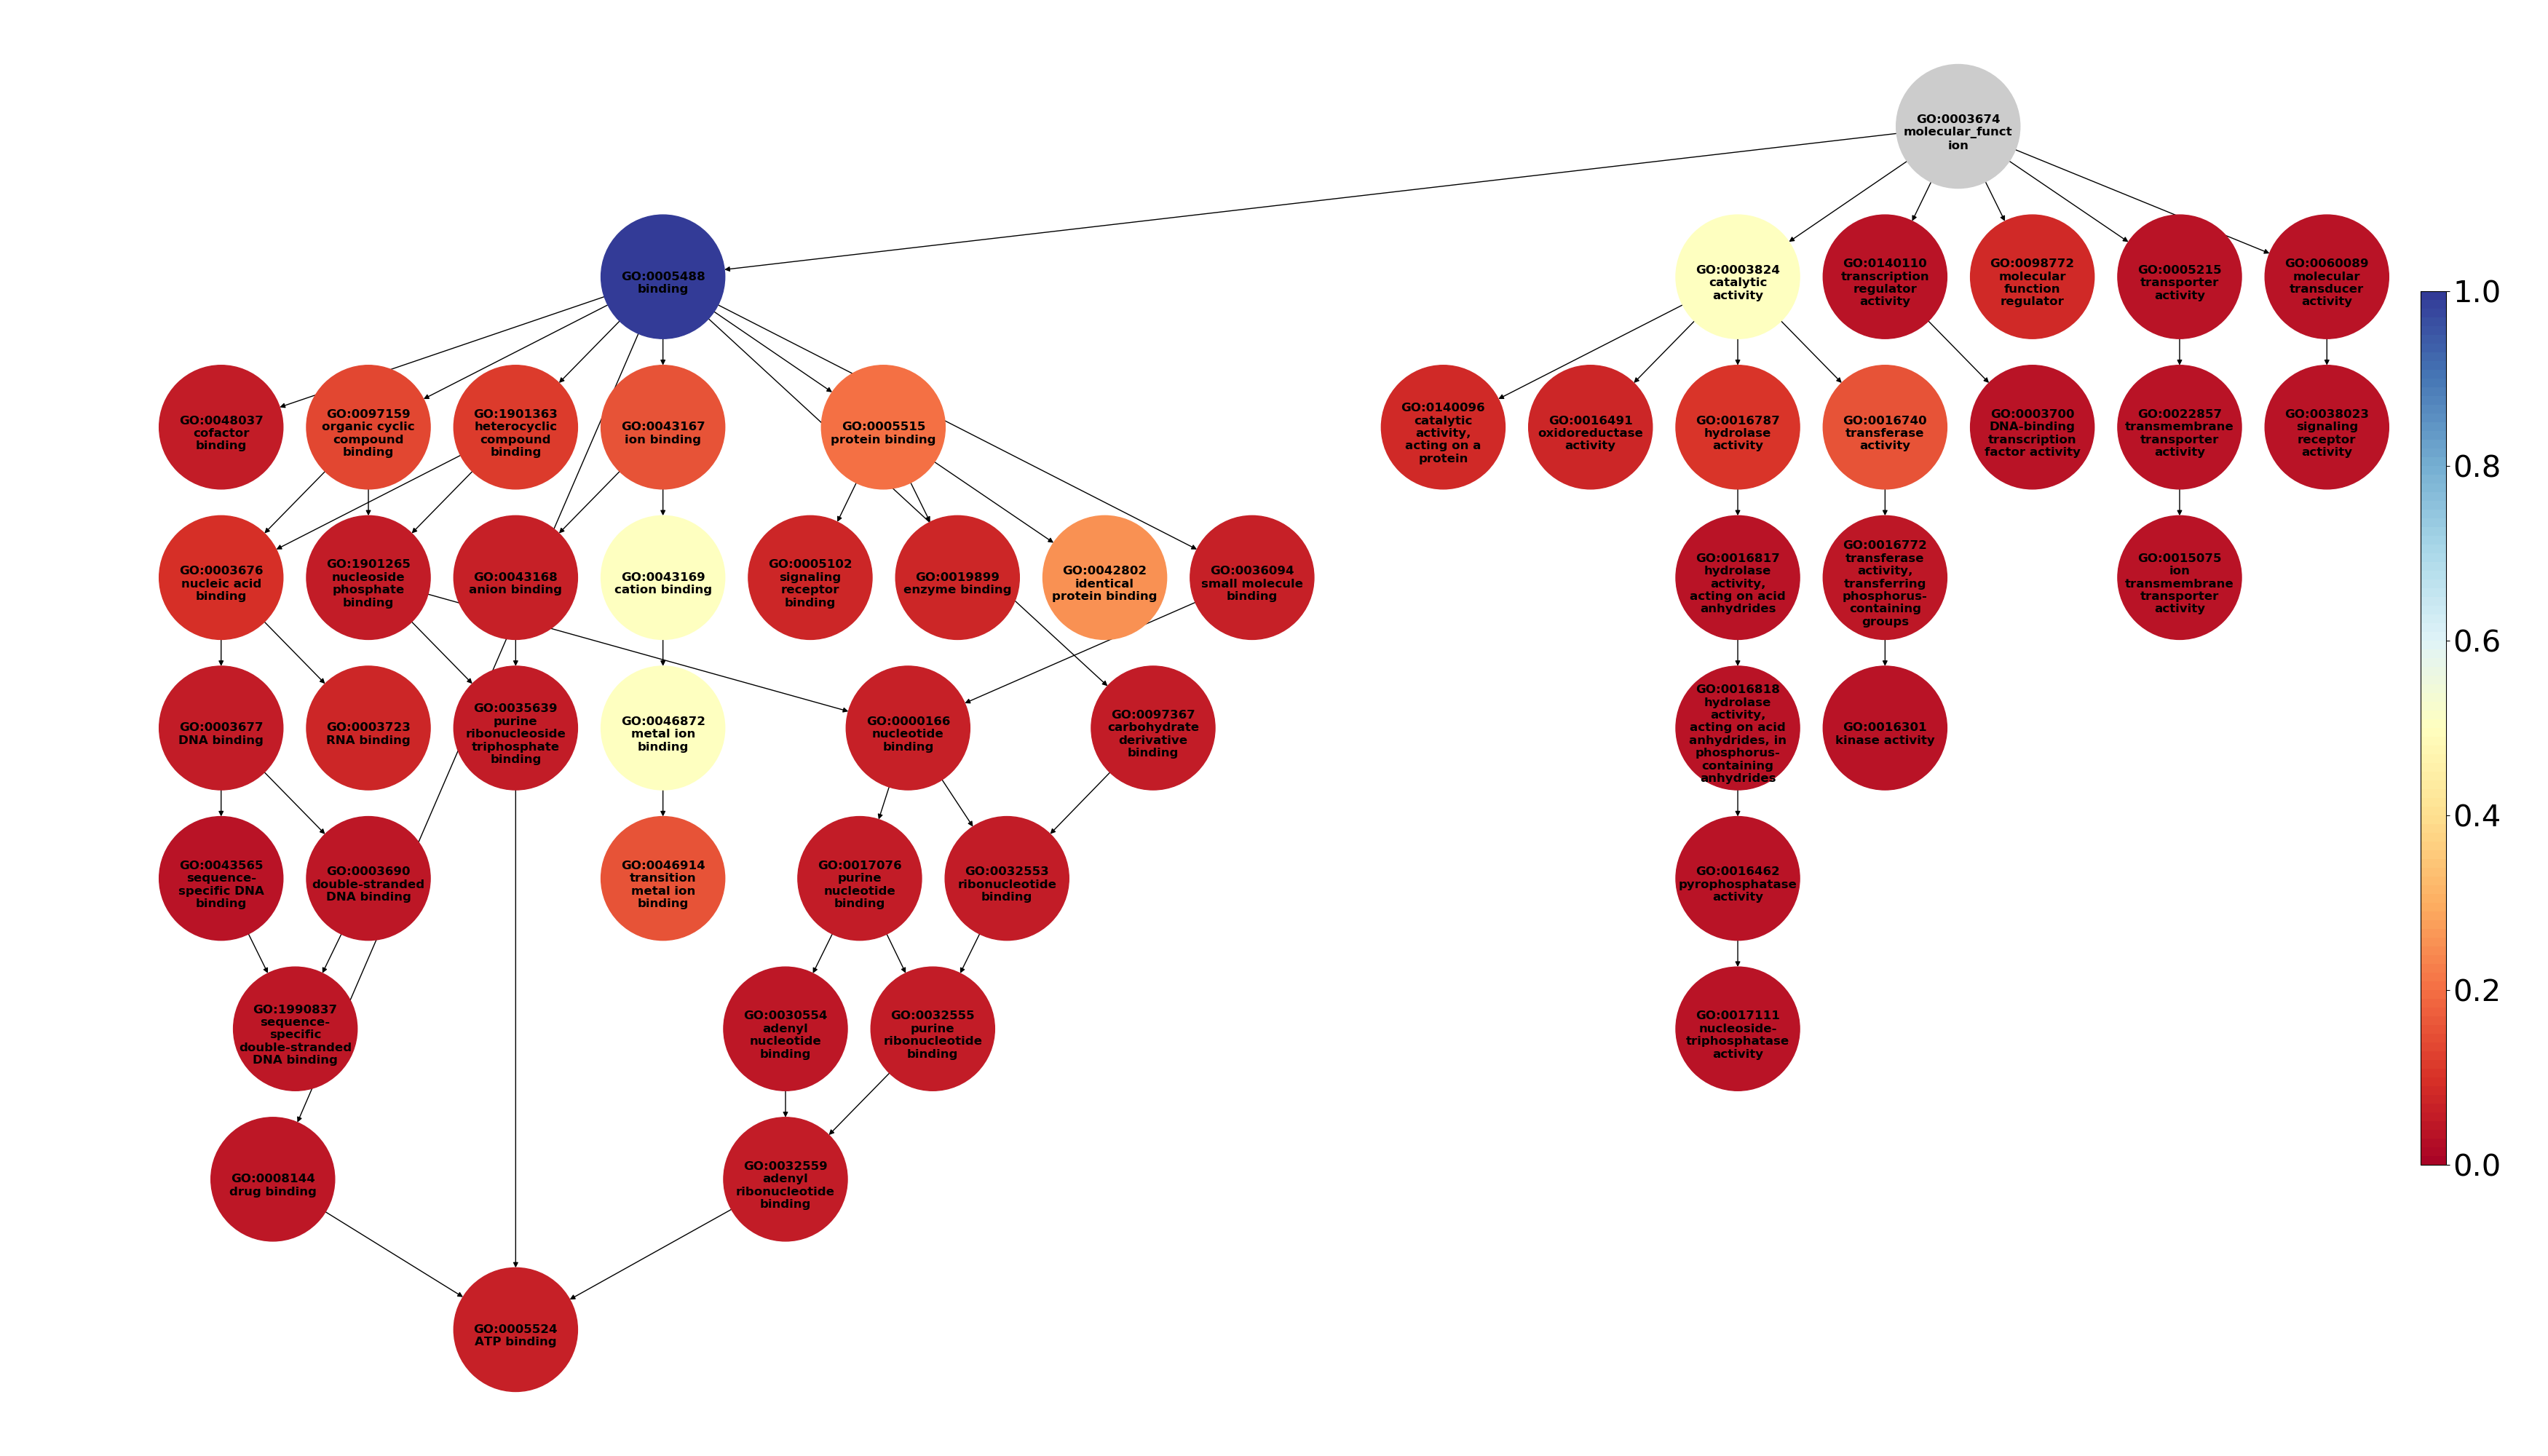 GO:0003674
molecular_funct
ion
GO:0005488
binding
GO:0003824
catalytic
activity
GO:0140110
transcription
regulator
activity
GO:0098772
molecular
function
regulator
GO:0005215
transporter
activity
GO:0060089
molecular
transducer
activity
GO:0048037
cofactor
binding
GO:0097159
organic cyclic
compound
binding
GO:1901363
heterocyclic
compound
binding
GO:0043167
ion binding
GO:0005515
protein binding
GO:0140096
catalytic
activity,
acting on a
protein
GO:0016491
oxidoreductase
activity
GO:0016787
hydrolase
activity
GO:0016740
transferase
activity
GO:0003700
DNA-binding
transcription
factor activity
GO:0022857
transmembrane
transporter
activity
GO:0038023
signaling
receptor
activity
GO:0003676
nucleic acid
binding
GO:1901265
nucleoside
phosphate
binding
GO:0043168
anion binding
GO:0043169
cation binding
GO:0005102
signaling
receptor
binding
GO:0019899
enzyme binding
GO:0042802
identical
protein binding
GO:0036094
small molecule
binding
GO:0016817
hydrolase
activity,
acting on acid
anhydrides
GO:0016772
transferase
activity,
transferring
phosphorus-
containing
groups
GO:0015075
ion
transmembrane
transporter
activity
GO:0003677
DNA binding
GO:0003723
RNA binding
GO:0035639
purine
ribonucleoside
triphosphate
binding
GO:0046872
metal ion
binding
GO:0000166
nucleotide
binding
GO:0097367
carbohydrate
derivative
binding
GO:0016818
hydrolase
activity,
acting on acid
anhydrides, in
phosphorus-
containing
anhydrides
GO:0016301
kinase activity
GO:0043565
sequence-
specific DNA
binding
GO:0003690
double-stranded
DNA binding
GO:0046914
transition
metal ion
binding
GO:0017076
purine
nucleotide
binding
GO:0032553
ribonucleotide
binding
GO:0016462
pyrophosphatase
activity
GO:1990837
sequence-
specific
double-stranded
DNA binding
GO:0030554
adenyl
nucleotide
binding
GO:0032555
purine
ribonucleotide
binding
GO:0017111
nucleoside-
triphosphatase
activity
GO:0008144
drug binding
GO:0032559
adenyl
ribonucleotide
binding
GO:0005524
ATP binding
1.0
0.8
0.6
0.4
0.2
0.0